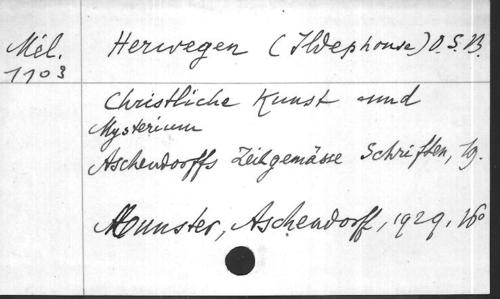 Mél. Herwegen (Ildephonse) O.S.B.
1103
Christliche Kunst und
Mysterium
Aschendorffs Zeitgemässe Schriften, 19.
Munster, Aschendorff, 1929, 16°